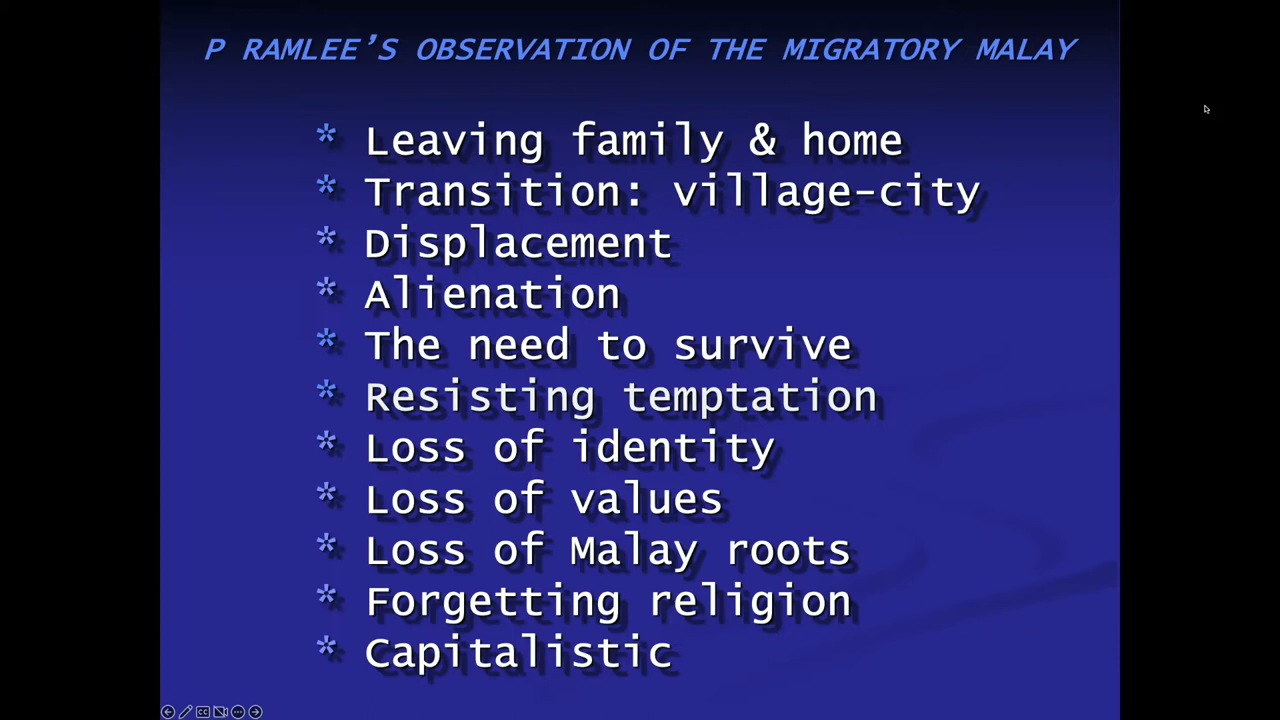 P RAMLEE’S OBSERVATION OF THE MIGRATORY MALAY
* Leaving family & home
* Transition: village-city
* Displacement
* Alienation
* The need to survive
* Resisting temptation
* Loss of identity
* Loss of values
* Loss of Malay roots
* Forgetting religion
* Capitalistic